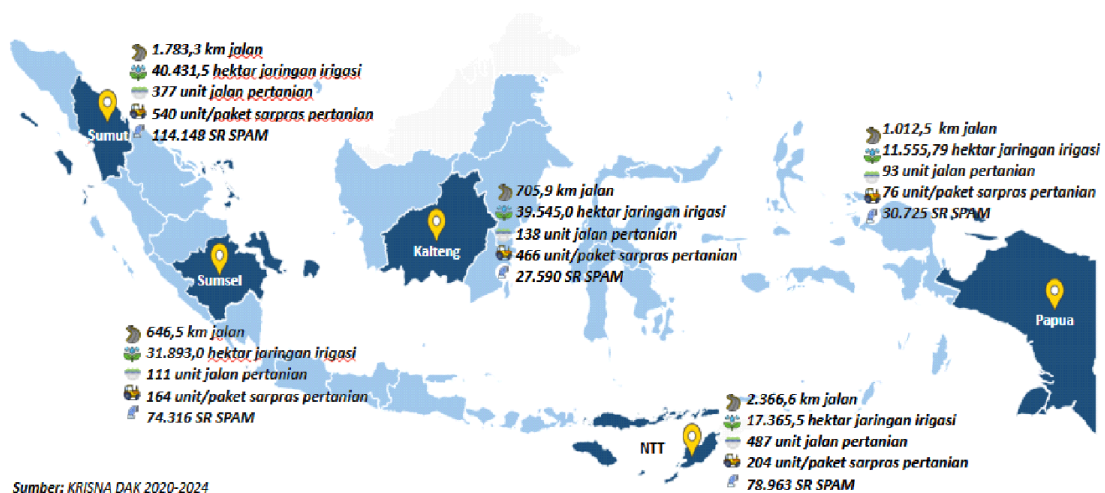 1.783,3 km jalan
40.431,5 hektar jaringan irigasi
377 unit jalan pertanian
540 unit/paket sarpras pertanian
114.148 SR SPAM
Sumut
1.012,5 km jalan
11.555,79 hektar jaringan irigasi
93 unit jalan pertanian
76 unit/paket sarpras pertanian
30.725 SR SPAM
705,9 km jalan
39.545,0 hektar jaringan irigasi
138 unit jalan pertanian
466 unit/paket sarpras pertanian
27.590 SR SPAM
Kalteng
Sumsel
Papua
646,5 km jalan
31.893,0 hektar jaringan irigasi
111 unit jalan pertanian
164 unit/paket sarpras pertanian
74.316 SR SPAM
2.366,6 km jalan
17.365,5 hektar jaringan irigasi
487 unit jalan pertanian
204 unit/paket sarpras pertanian
78.963 SR SPAM
NTT
Sumber: KRISNA DAK 2020-2024